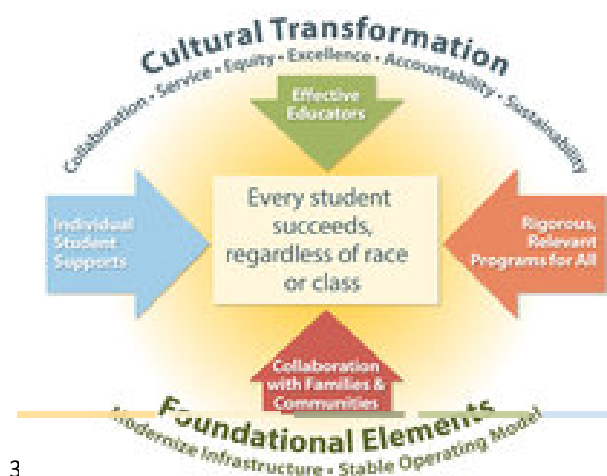 Cultural Transformation
Collaboration • Service • Equity • Excellence • Accountability • Sustainability
Effective
Educators
Individual
Student
Supports
Every student
succeeds,
regardless of race
or class
Rigorous,
Relevant
Programs for All
Collaboration
with Families &
Communities
Foundational Elements
Modernize Infrastructure • Stable Operating Model
3